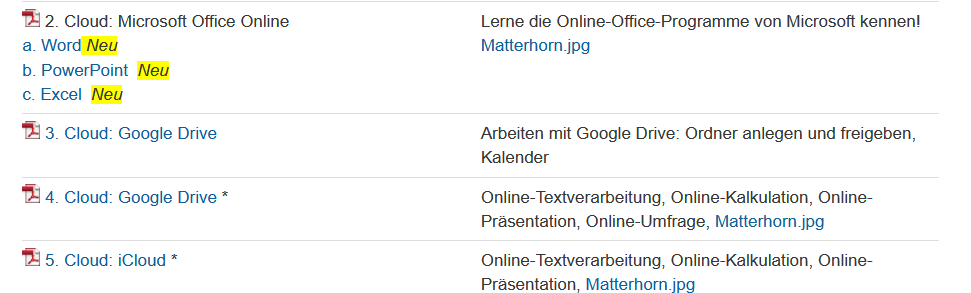 2. Cloud: Microsoft Office Online
a. Word Neu
b. PowerPoint Neu
c. Excel Neu
Lerne die Online-Office-Programme von Microsoft kennen!
Matterhorn.jpg
3. Cloud: Google Drive
Arbeiten mit Google Drive: Ordner anlegen und freigeben,
Kalender
4. Cloud: Google Drive *
Online-Textverarbeitung, Online-Kalkulation, Online-
Präsentation, Online-Umfrage, Matterhorn.jpg
5. Cloud: iCloud *
Online-Textverarbeitung, Online-Kalkulation, Online-
Präsentation, Matterhorn.jpg